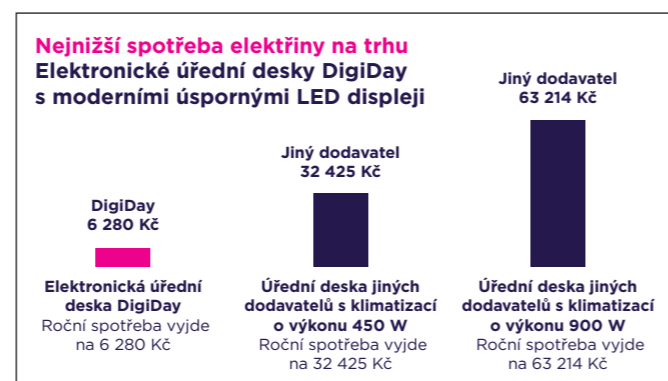 Nejnižší spotřeba elektřiny na trhu
Elektronické úřední desky DigiDay
s moderními úspornými LED displeji
DigiDay
6 280 Kč
Jiný dodavatel
32 425 Kč
Jiný dodavatel
63 214 Kč
Elektronická úřední
deska DigiDay
Roční spotřeba vyjde
na 6 280 Kč
Úřední deska jiných
dodavatelů s klimatizací
o výkonu 450 W
Roční spotřeba vyjde
na 32 425 Kč
Úřední deska jiných
dodavatelů s klimatizací
o výkonu 900 W
Roční spotřeba vyjde
na 63 214 Kč